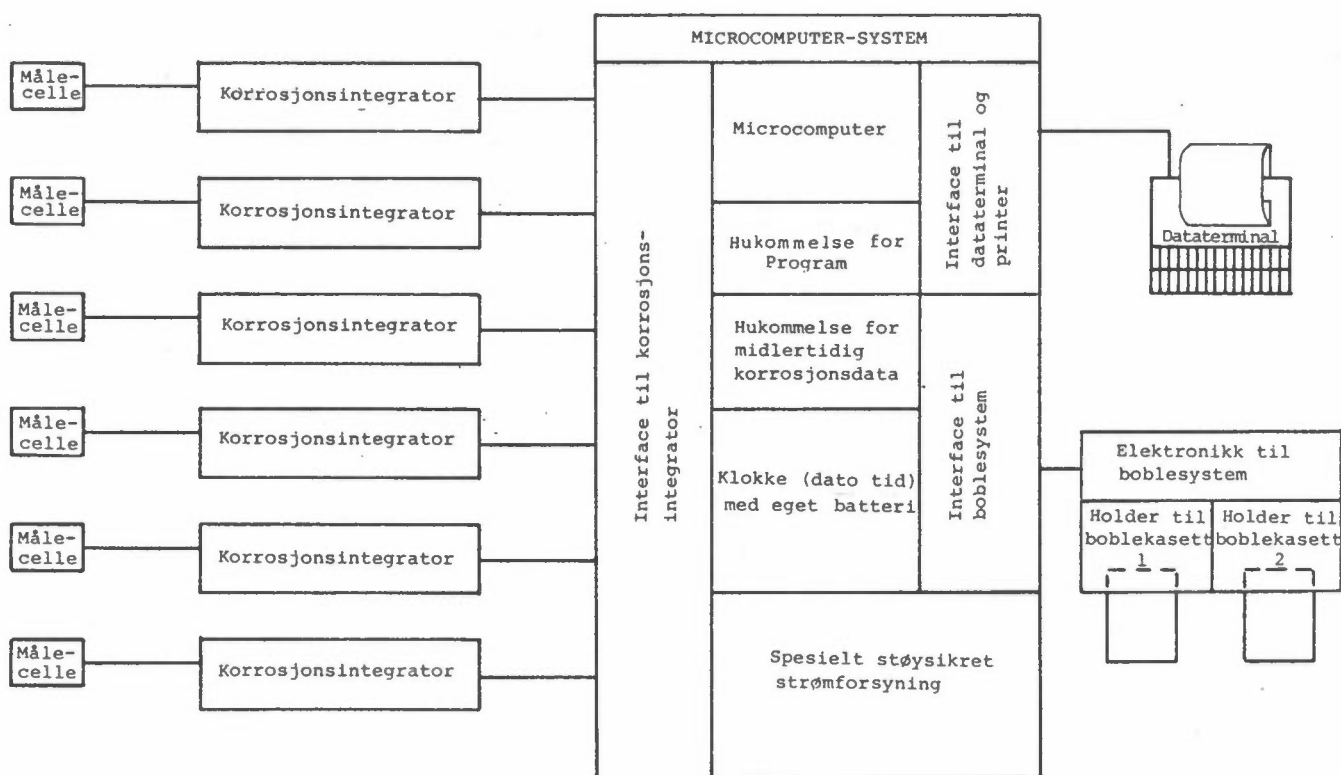 MICROCOMPUTER-SYSTEM
Måle-
celle
Korrosjonsintegrator
Måle-
celle
Korrosjonsintegrator
Måle-
celle
Korrosjonsintegrator
Måle-
celle
Korrosjonsintegrator
Måle-
celle
Korrosjonsintegrator
Måle-
celle
Korrosjonsintegrator
Interface til korrosjons-
integrator
Microcomputer
Hukommelse for
Program
Hukommelse for
midlertidig
korrosjonsdata
Klokke (dato tid)
med eget batteri
Spesielt støysikret
strømforsyning
Interface til
dataterminal og
printer
Interface til
boblesystem
Dataterminal
Elektronikk til
boblesystem
Holder til
boblekasett
1
Holder til
boblekasett
2